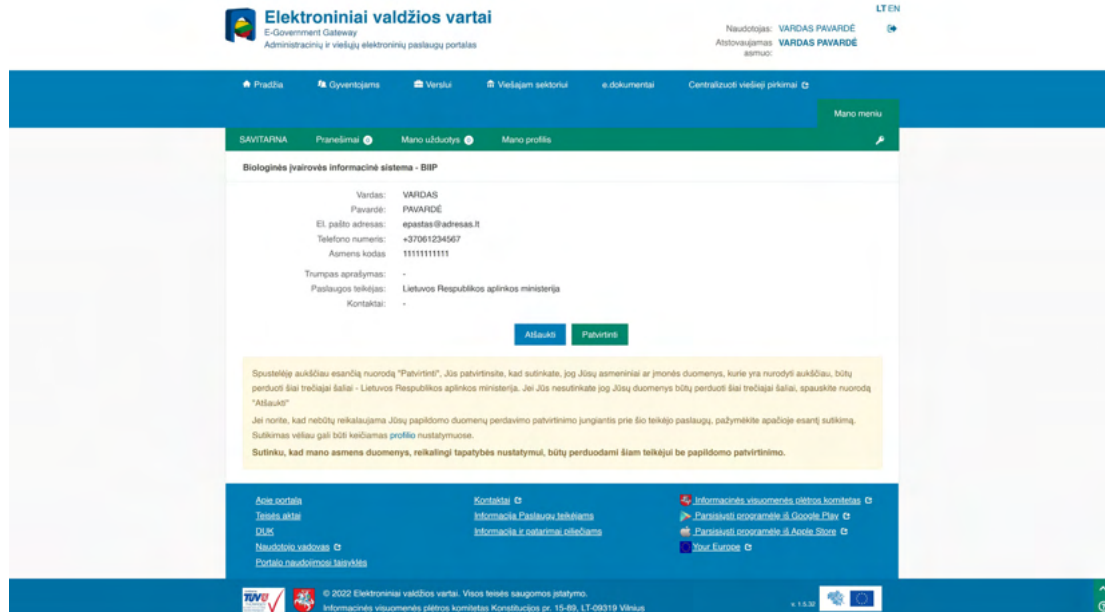 LT EN
Elektroniniai valdžios vartai
E-Government Gateway
Administracinių ir viešųjų elektroninių paslaugų portalas
Naudotojas: VARDAS PAVARDĖ
Atstovaujamas asmuo: VARDAS PAVARDĖ
Pradžia Gyventojams Verslui Viešajam sektoriui e.dokumentai Centralizuoti viešieji pirkimai
Mano meniu
SAVITARNA Pranešimai 0 Mano užduotys 0 Mano profilis
Biologinės įvairovės informacinė sistema - BIIP
Vardas: VARDAS
Pavardė: PAVARDĖ
El. pašto adresas: epastas@adresas.lt
Telefono numeris: +37061234567
Asmens kodas 11111111111
Trumpas aprašymas: -
Paslaugos teikėjas: Lietuvos Respublikos aplinkos ministerija
Kontaktai: -
Atšaukti Patvirtinti
Spustelėję aukščiau esančią nuorodą "Patvirtinti", Jūs patvirtinsite, kad sutinkate, jog Jūsų asmeniniai ar įmonės duomenys, kurie yra nurodyti aukščiau, būtų
perduoti šiai trečiajai šaliai - Lietuvos Respublikos aplinkos ministerija. Jei Jūs nesutinkate jog Jūsų duomenys būtų perduoti šiai trečiajai šaliai, spauskite nuorodą
"Atšaukti"
Jei norite, kad nebūtų reikalaujama Jūsų papildomo duomenų perdavimo patvirtinimo jungiantis prie šio teikėjo paslaugų, pažymėkite apačioje esantį sutikimą.
Sutikimas vėliau gali būti keičiamas profilio nustatymuose.
Sutinku, kad mano asmens duomenys, reikalingi tapatybės nustatymui, būtų perduodami šiam teikėjui be papildomo patvirtinimo.
Apie portalą
Teisės aktai
DUK
Naudotojo vadovas
Portalo naudojimosi taisyklės
Kontaktai
Informacija Paslaugų teikėjams
Informacija ir patarimai piliečiams
Informacinės visuomenės plėtros komitetas
Parsisiųsti programėlę iš Google Play
Parsisiųsti programėlę iš Apple Store
Your Europe
TÜV
© 2022 Elektroniniai valdžios vartai. Visos teisės saugomos įstatymo.
Informacinės visuomenės plėtros komitetas Konstitucijos pr. 15-89, LT-09319 Vilnius
v. 1.5.32